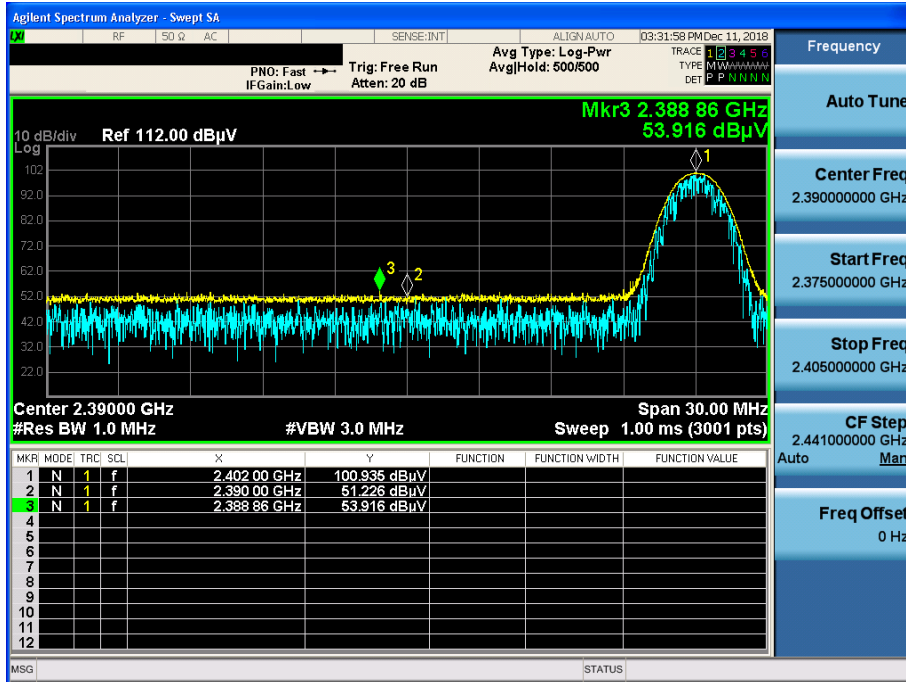 Agilent Spectrum Analyzer - Swept SA
LXI RF 50 Ω AC SENSE:INT ALIGN AUTO 03:31:58 PM Dec 11, 2018
Avg Type: Log-Pwr TRACE 1 2 3 4 5 6
PNO: Fast Trig: Free Run Avg|Hold: 500/500 TYPE M W
IFGain:Low Atten: 20 dB DET P P N N N N
Mkr3 2.388 86 GHz
53.916 dBµV
10 dB/div Ref 112.00 dBµV
Log
102
92.0
82.0
72.0
62.0
52.0
42.0
32.0
22.0
1
3
2
Center 2.39000 GHz Span 30.00 MHz
#Res BW 1.0 MHz #VBW 3.0 MHz Sweep 1.00 ms (3001 pts)
MKR MODE TRC SCL X Y FUNCTION FUNCTION WIDTH FUNCTION VALUE
1 N 1 f 2.402 00 GHz 100.935 dBµV
2 N 1 f 2.390 00 GHz 51.226 dBµV
3 N 1 f 2.388 86 GHz 53.916 dBµV
4
5
6
7
8
9
10
11
12
MSG STATUS
Frequency
Auto Tune
Center Freq
2.390000000 GHz
Start Freq
2.375000000 GHz
Stop Freq
2.405000000 GHz
CF Step
2.441000000 GHz
Auto Man
Freq Offset
0 Hz